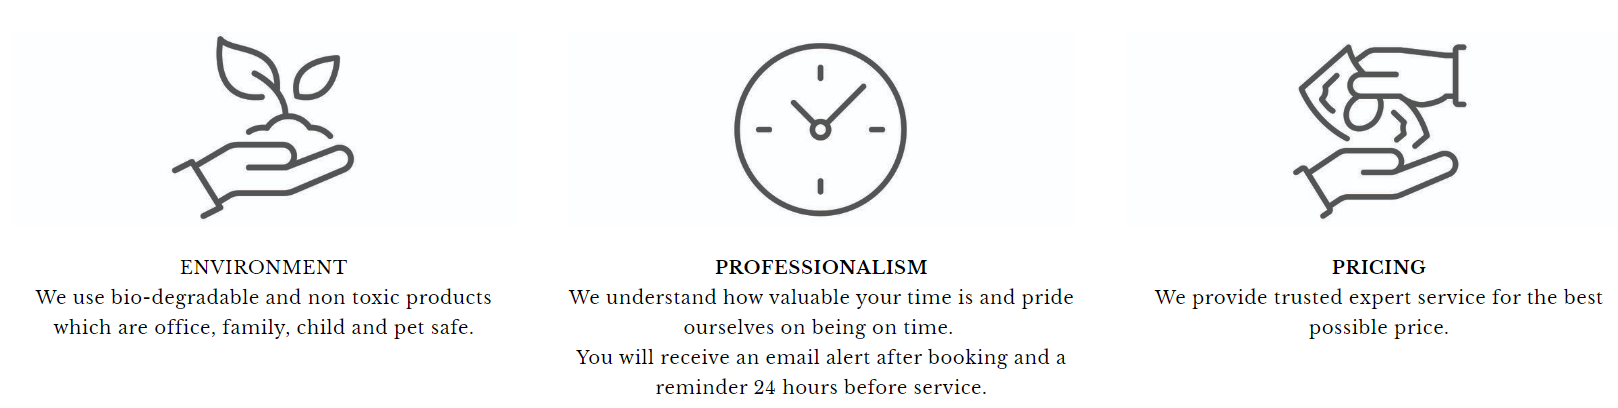 ENVIRONMENT
We use bio-degradable and non toxic products
which are office, family, child and pet safe.
PROFESSIONALISM
We understand how valuable your time is and pride
ourselves on being on time.
You will receive an email alert after booking and a
reminder 24 hours before service.
PRICING
We provide trusted expert service for the best
possible price.